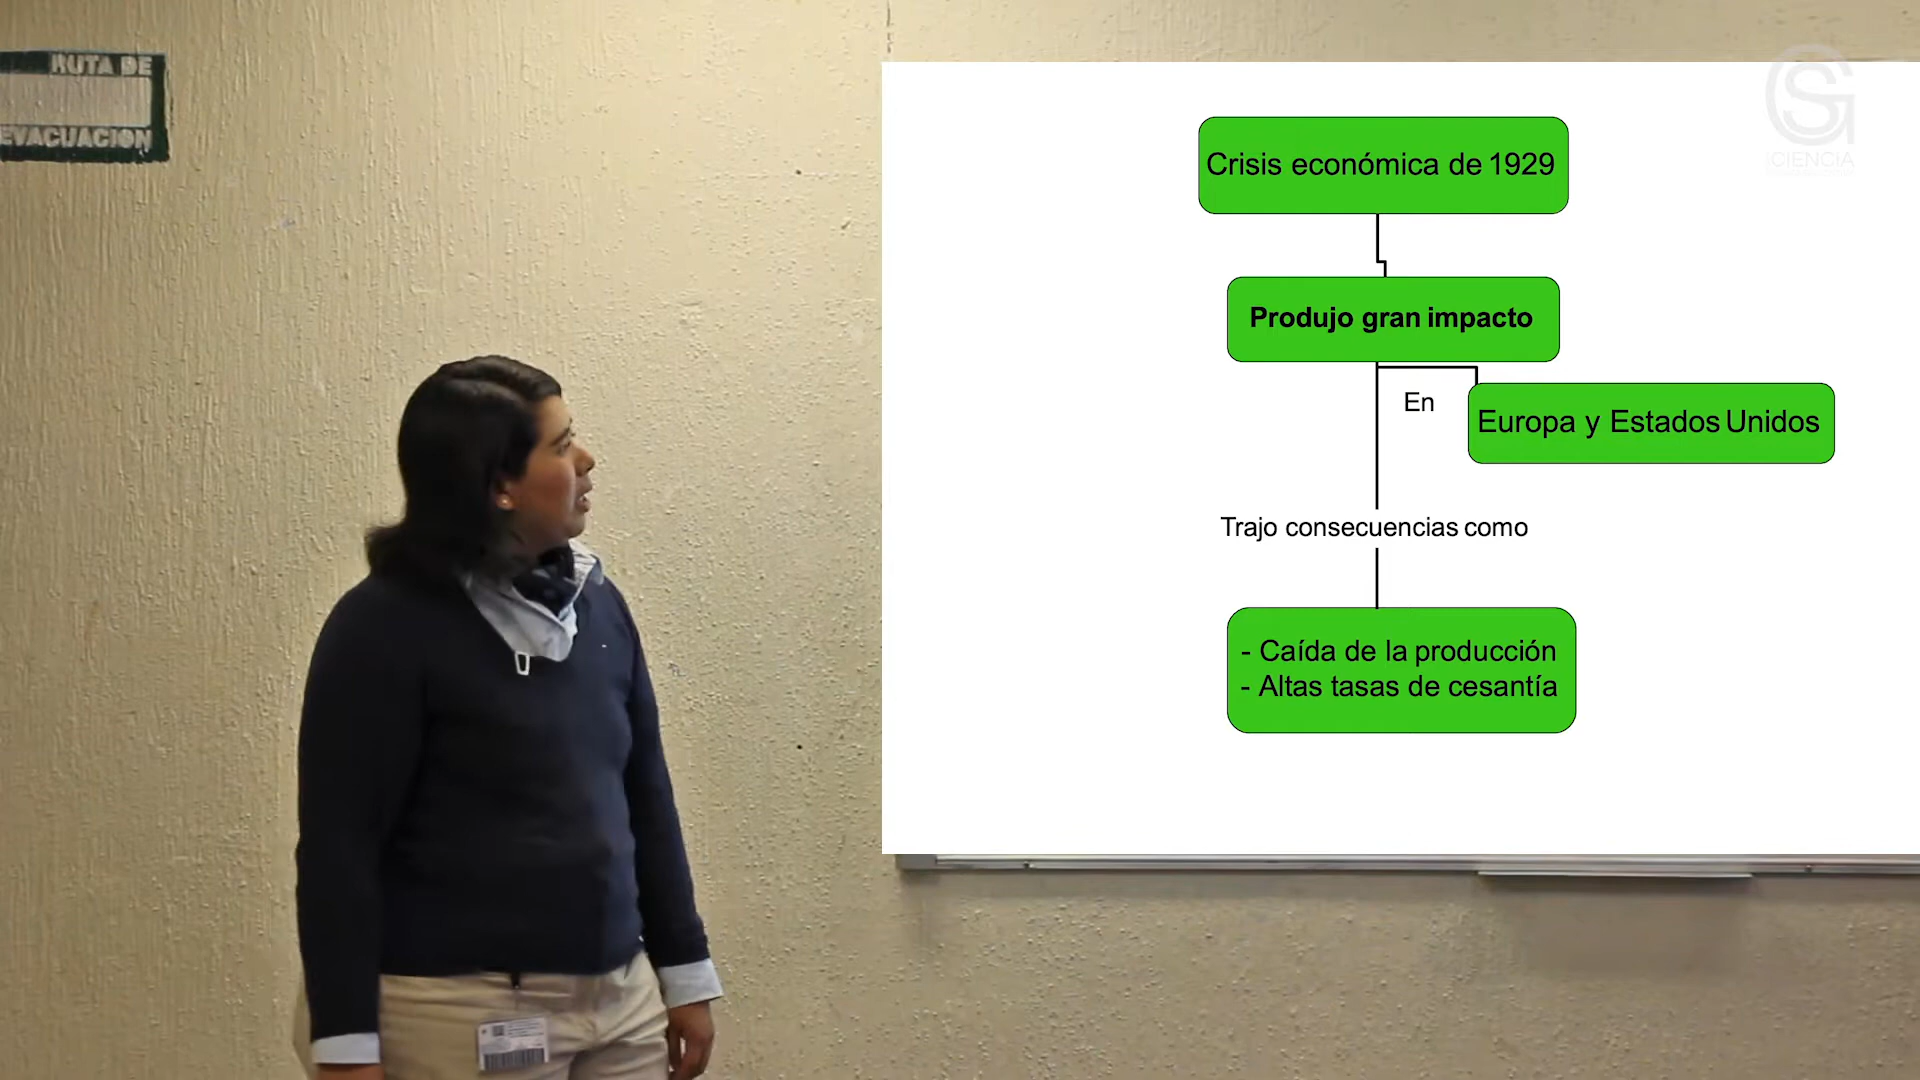 RUTA DE
EVACUACIÓN
Crisis económica de 1929
Produjo gran impacto
En
Europa y Estados Unidos
Trajo consecuencias como
- Caída de la producción
- Altas tasas de cesantía
CIENCIA